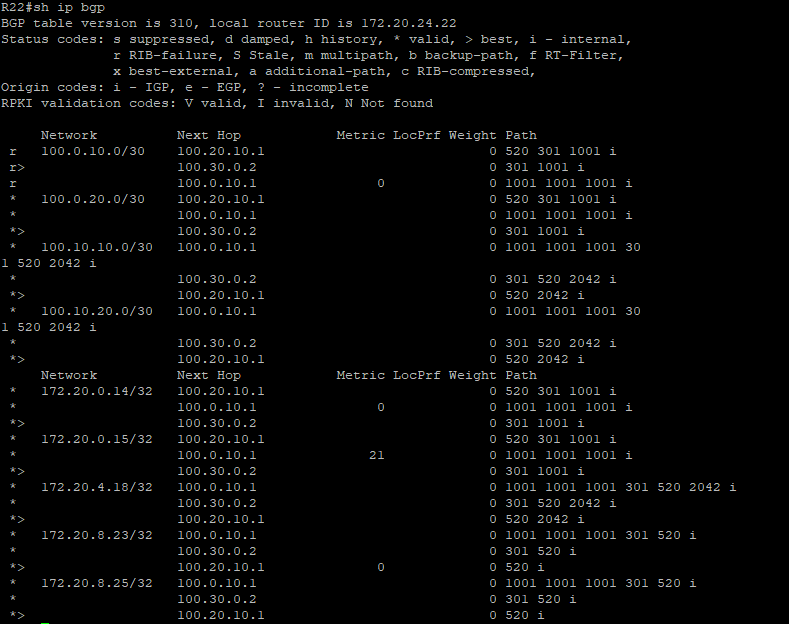 R22#sh ip bgp
BGP table version is 310, local router ID is 172.20.24.22
Status codes: s suppressed, d damped, h history, * valid, > best, i - internal,
              r RIB-failure, S Stale, m multipath, b backup-path, f RT-Filter,
              x best-external, a additional-path, c RIB-compressed,
Origin codes: i - IGP, e - EGP, ? - incomplete
RPKI validation codes: V valid, I invalid, N Not found

     Network          Next Hop            Metric LocPrf Weight Path
 r   100.0.10.0/30    100.20.10.1                            0 520 301 1001 i
 r>                   100.30.0.2                             0 301 1001 i
 r                    100.0.10.1               0             0 1001 1001 1001 i
 *   100.0.20.0/30    100.20.10.1                            0 520 301 1001 i
 *                    100.0.10.1                             0 1001 1001 1001 i
 *>                   100.30.0.2                             0 301 1001 i
 *   100.10.10.0/30   100.0.10.1                             0 1001 1001 1001 30
1 520 2042 i
 *                    100.30.0.2                             0 301 520 2042 i
 *>                   100.20.10.1                            0 520 2042 i
 *   100.10.20.0/30   100.0.10.1                             0 1001 1001 1001 30
1 520 2042 i
 *                    100.30.0.2                             0 301 520 2042 i
 *>                   100.20.10.1                            0 520 2042 i
     Network          Next Hop            Metric LocPrf Weight Path
 *   172.20.0.14/32   100.20.10.1                            0 520 301 1001 i
 *                    100.0.10.1               0             0 1001 1001 1001 i
 *>                   100.30.0.2                             0 301 1001 i
 *   172.20.0.15/32   100.20.10.1                            0 520 301 1001 i
 *                    100.0.10.1              21             0 1001 1001 1001 i
 *>                   100.30.0.2                             0 301 1001 i
 *   172.20.4.18/32   100.0.10.1                             0 1001 1001 1001 301 520 2042 i
 *                    100.30.0.2                             0 301 520 2042 i
 *>                   100.20.10.1                            0 520 2042 i
 *   172.20.8.23/32   100.0.10.1                             0 1001 1001 1001 301 520 i
 *                    100.30.0.2                             0 301 520 i
 *>                   100.20.10.1              0             0 520 i
 *   172.20.8.25/32   100.0.10.1                             0 1001 1001 1001 301 520 i
 *                    100.30.0.2                             0 301 520 i
 *>                   100.20.10.1                            0 520 i